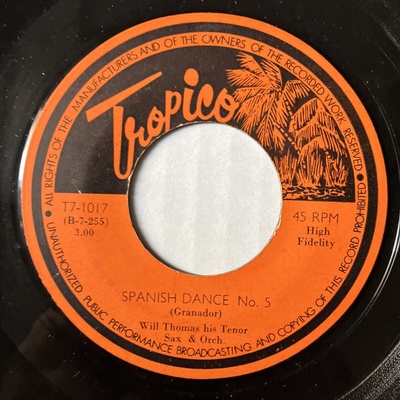 • ALL RIGHTS OF THE MANUFACTURERS AND OF THE OWNERS OF THE RECORDED WORK RESERVED •
UNAUTHORIZED PUBLIC PERFORMANCE BROADCASTING AND COPYING OF THIS RECORD PROHIBITED
Tropico
T7-1017
(B-7-255)
3.00
45 RPM
High
Fidelity
SPANISH DANCE No. 5
(Granador)
Will Thomas his Tenor
Sax & Orch